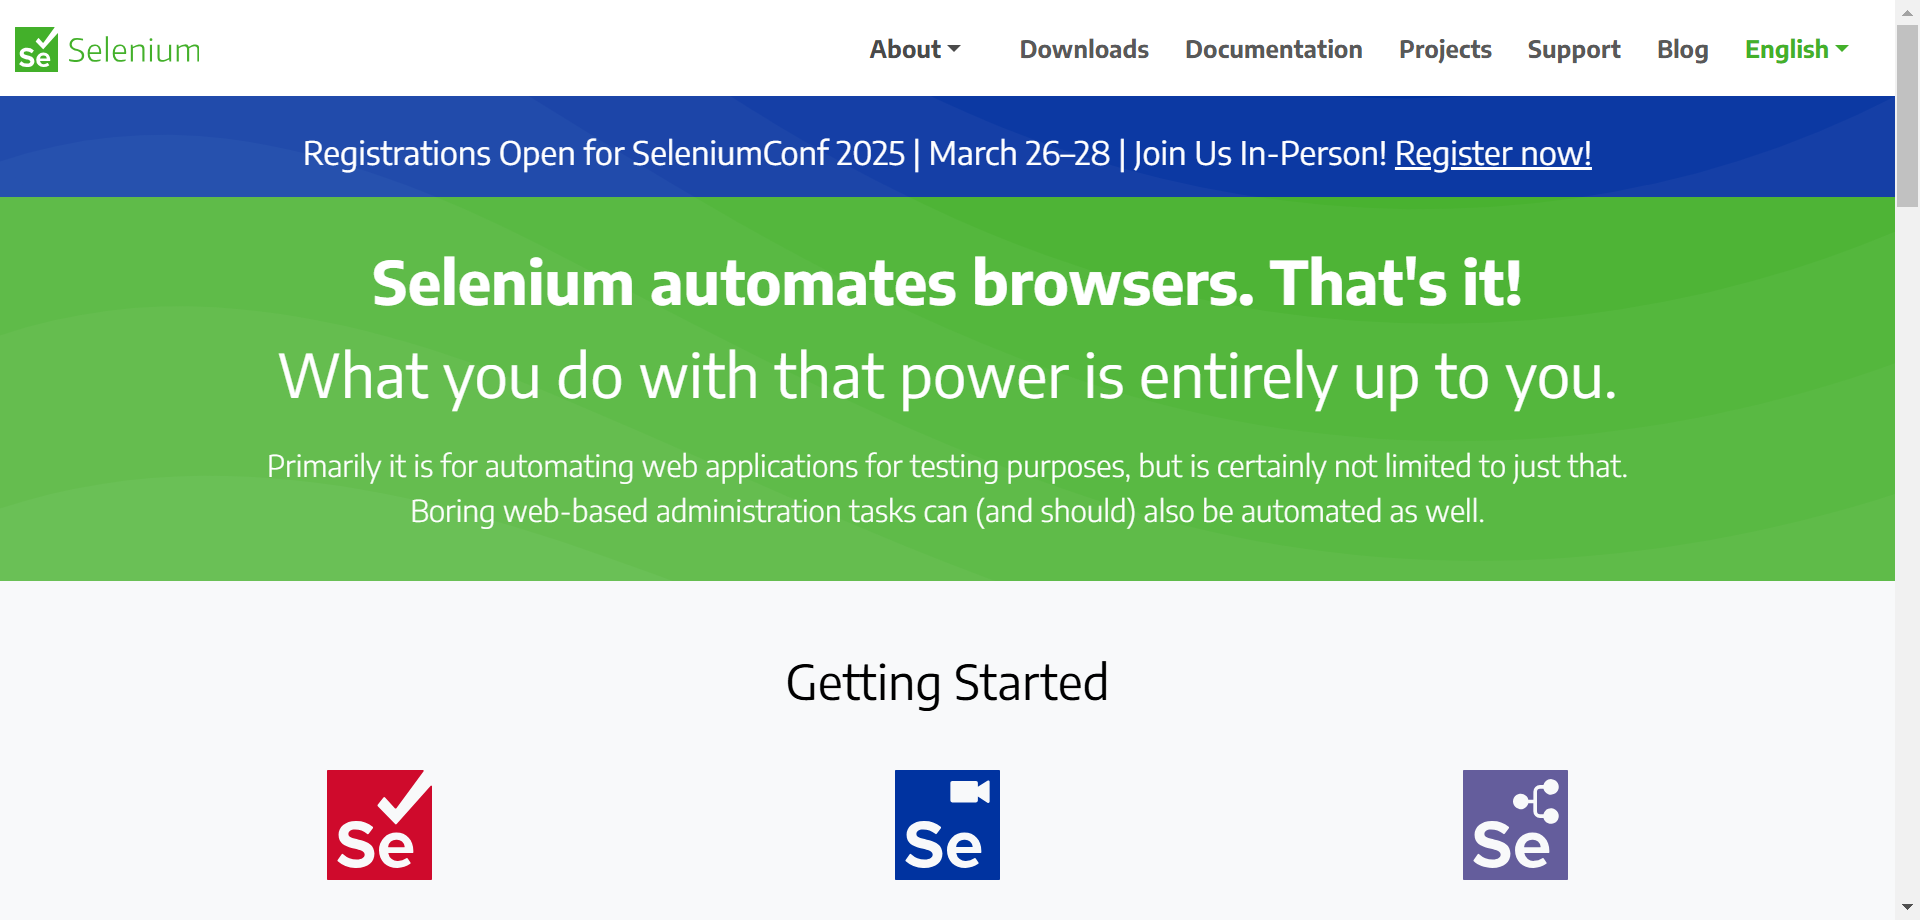 Se Selenium
About Downloads Documentation Projects Support Blog English
Registrations Open for SeleniumConf 2025 | March 26–28 | Join Us In-Person! Register now!
Selenium automates browsers. That's it!
What you do with that power is entirely up to you.
Primarily it is for automating web applications for testing purposes, but is certainly not limited to just that.
Boring web-based administration tasks can (and should) also be automated as well.
Getting Started
Se Se Se